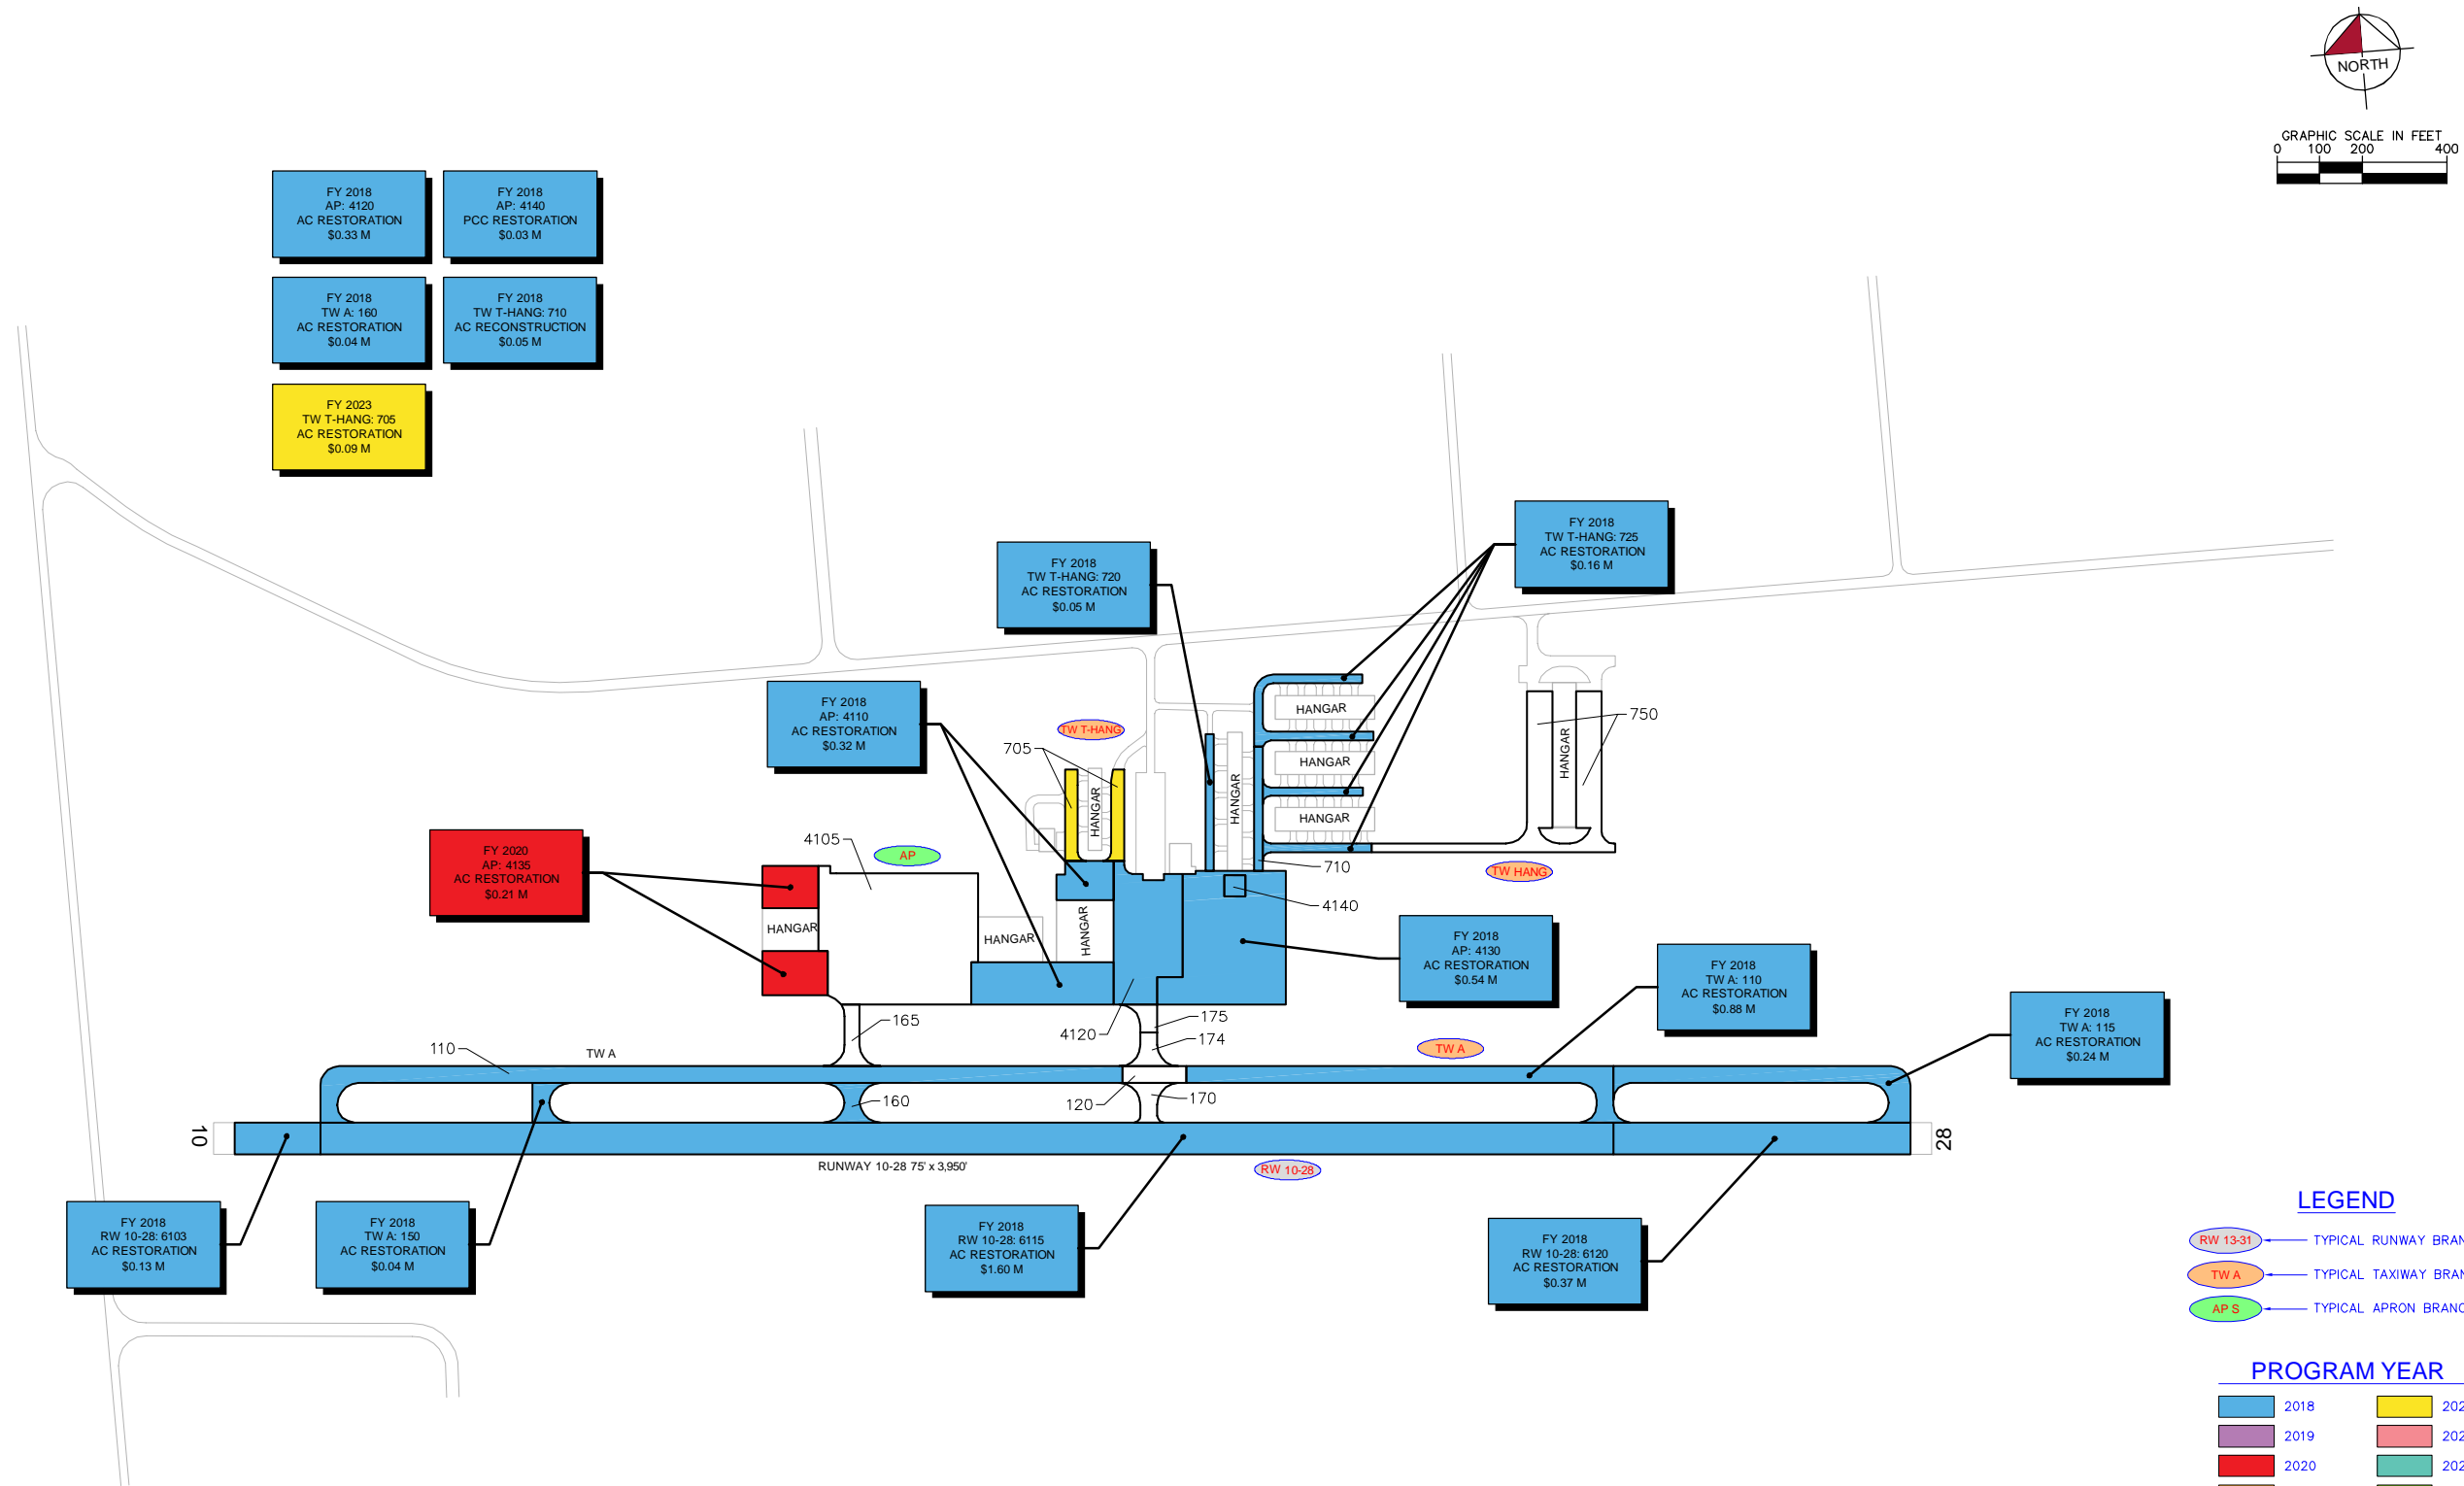 NORTH
GRAPHIC SCALE IN FEET
0 100 200 400
FY 2018
AP: 4120
AC RESTORATION
$0.33 M
FY 2018
AP: 4140
PCC RESTORATION
$0.03 M
FY 2018
TW A: 160
AC RESTORATION
$0.04 M
FY 2018
TW T-HANG: 710
AC RECONSTRUCTION
$0.05 M
FY 2023
TW T-HANG: 705
AC RESTORATION
$0.09 M
FY 2018
TW T-HANG: 725
AC RESTORATION
$0.16 M
FY 2018
TW T-HANG: 720
AC RESTORATION
$0.05 M
FY 2018
AP: 4110
AC RESTORATION
$0.32 M
TW T-HANG
705
HANGAR
HANGAR
HANGAR
HANGAR
HANGAR
HANGAR
750
FY 2020
AP: 4135
AC RESTORATION
$0.21 M
4105
AP
710
TW HANG
4140
HANGAR
HANGAR
HANGAR
FY 2018
AP: 4130
AC RESTORATION
$0.54 M
FY 2018
TW A: 110
AC RESTORATION
$0.88 M
FY 2018
TW A: 115
AC RESTORATION
$0.24 M
165
4120
175
174
110
TW A
TW A
160
120
170
10
28
RUNWAY 10-28 75' x 3,950'
RW 10-28
FY 2018
RW 10-28: 6103
AC RESTORATION
$0.13 M
FY 2018
TW A: 150
AC RESTORATION
$0.04 M
FY 2018
RW 10-28: 6115
AC RESTORATION
$1.60 M
FY 2018
RW 10-28: 6120
AC RESTORATION
$0.37 M
LEGEND
RW 13-31 TYPICAL RUNWAY BRAN
TW A TYPICAL TAXIWAY BRAN
AP S TYPICAL APRON BRANC
PROGRAM YEAR
2018 202
2019 202
2020 202